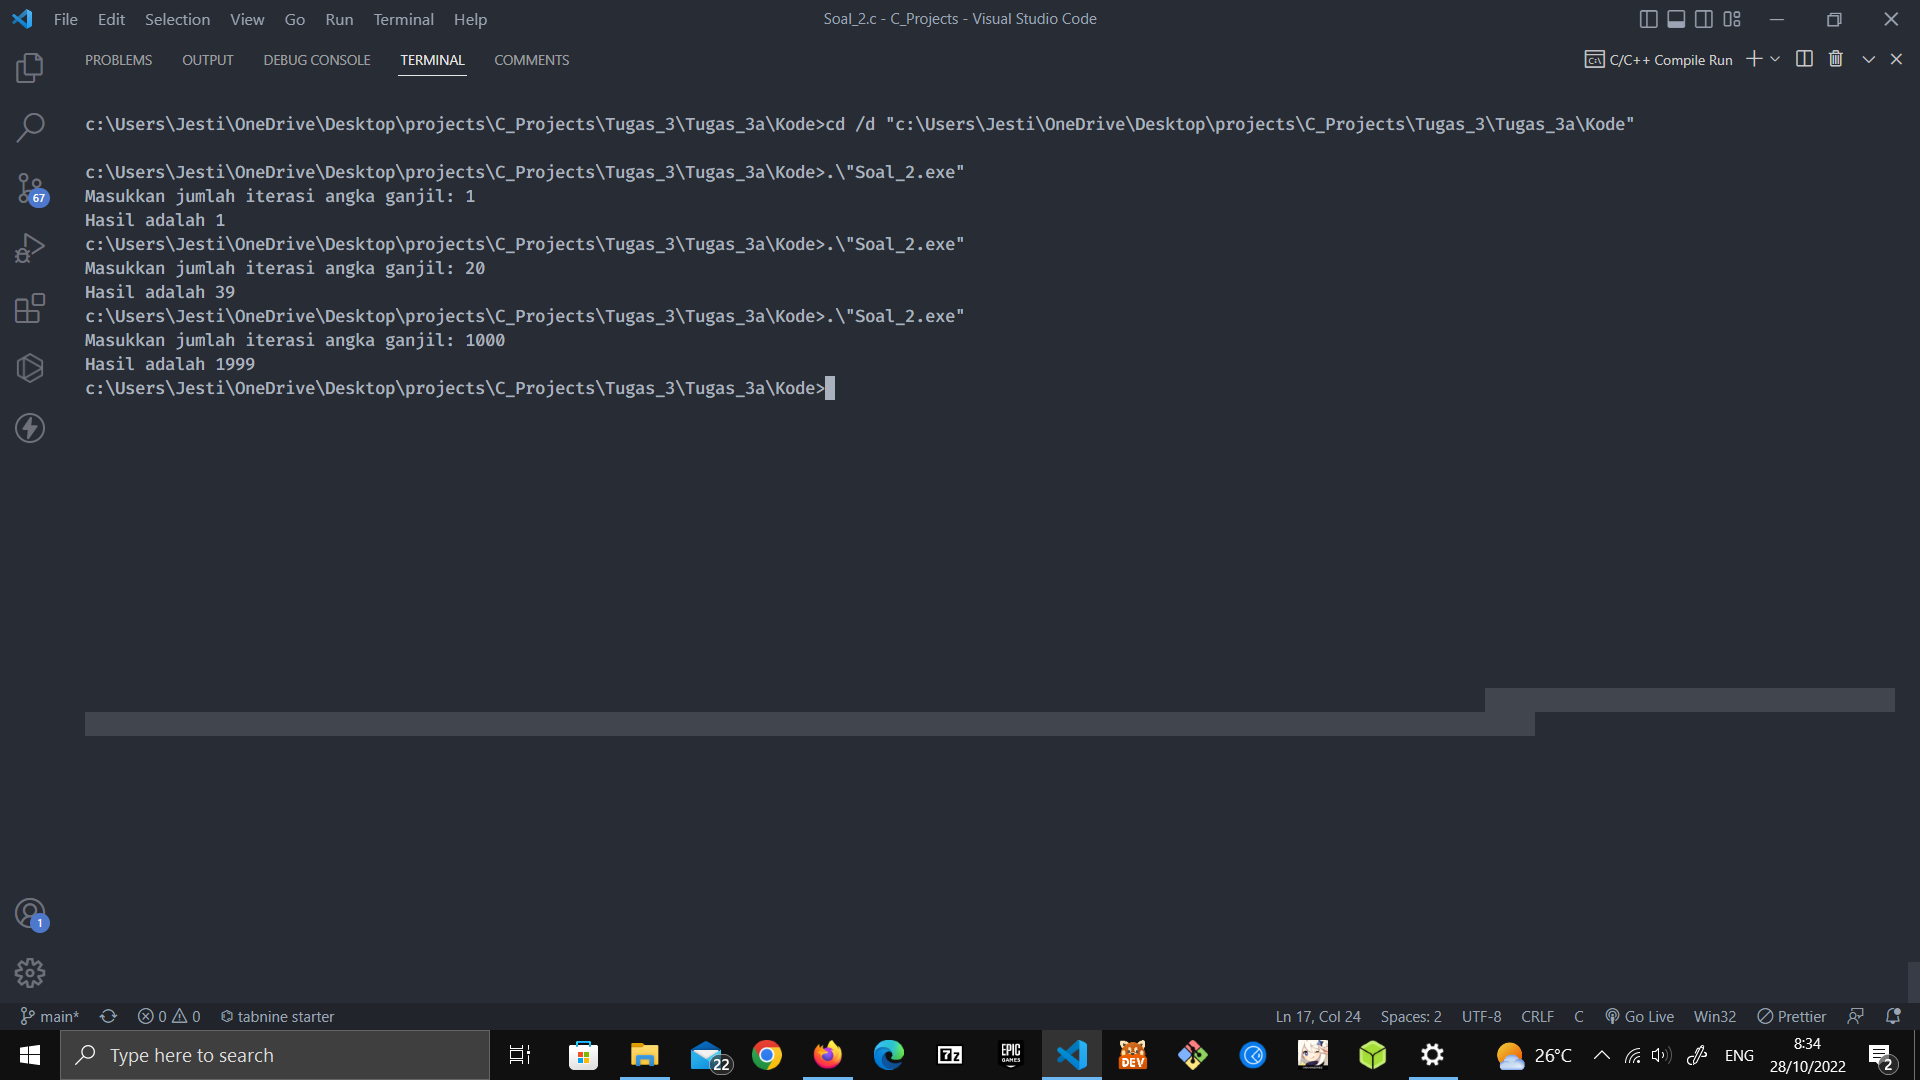 File Edit Selection View Go Run Terminal Help
Soal_2.c - C_Projects - Visual Studio Code
PROBLEMS OUTPUT DEBUG CONSOLE TERMINAL COMMENTS
C/C++ Compile Run
c:\Users\Jesti\OneDrive\Desktop\projects\C_Projects\Tugas_3\Tugas_3a\Kode>cd /d "c:\Users\Jesti\OneDrive\Desktop\projects\C_Projects\Tugas_3\Tugas_3a\Kode"
c:\Users\Jesti\OneDrive\Desktop\projects\C_Projects\Tugas_3\Tugas_3a\Kode>.\"Soal_2.exe"
Masukkan jumlah iterasi angka ganjil: 1
Hasil adalah 1
c:\Users\Jesti\OneDrive\Desktop\projects\C_Projects\Tugas_3\Tugas_3a\Kode>.\"Soal_2.exe"
Masukkan jumlah iterasi angka ganjil: 20
Hasil adalah 39
c:\Users\Jesti\OneDrive\Desktop\projects\C_Projects\Tugas_3\Tugas_3a\Kode>.\"Soal_2.exe"
Masukkan jumlah iterasi angka ganjil: 1000
Hasil adalah 1999
c:\Users\Jesti\OneDrive\Desktop\projects\C_Projects\Tugas_3\Tugas_3a\Kode>
67
1
main* 0 0 tabnine starter
Ln 17, Col 24 Spaces: 2 UTF-8 CRLF C Go Live Win32 Prettier
Type here to search
22
7z
EPIC GAMES
DEV
26°C
ENG
8:34
28/10/2022
2